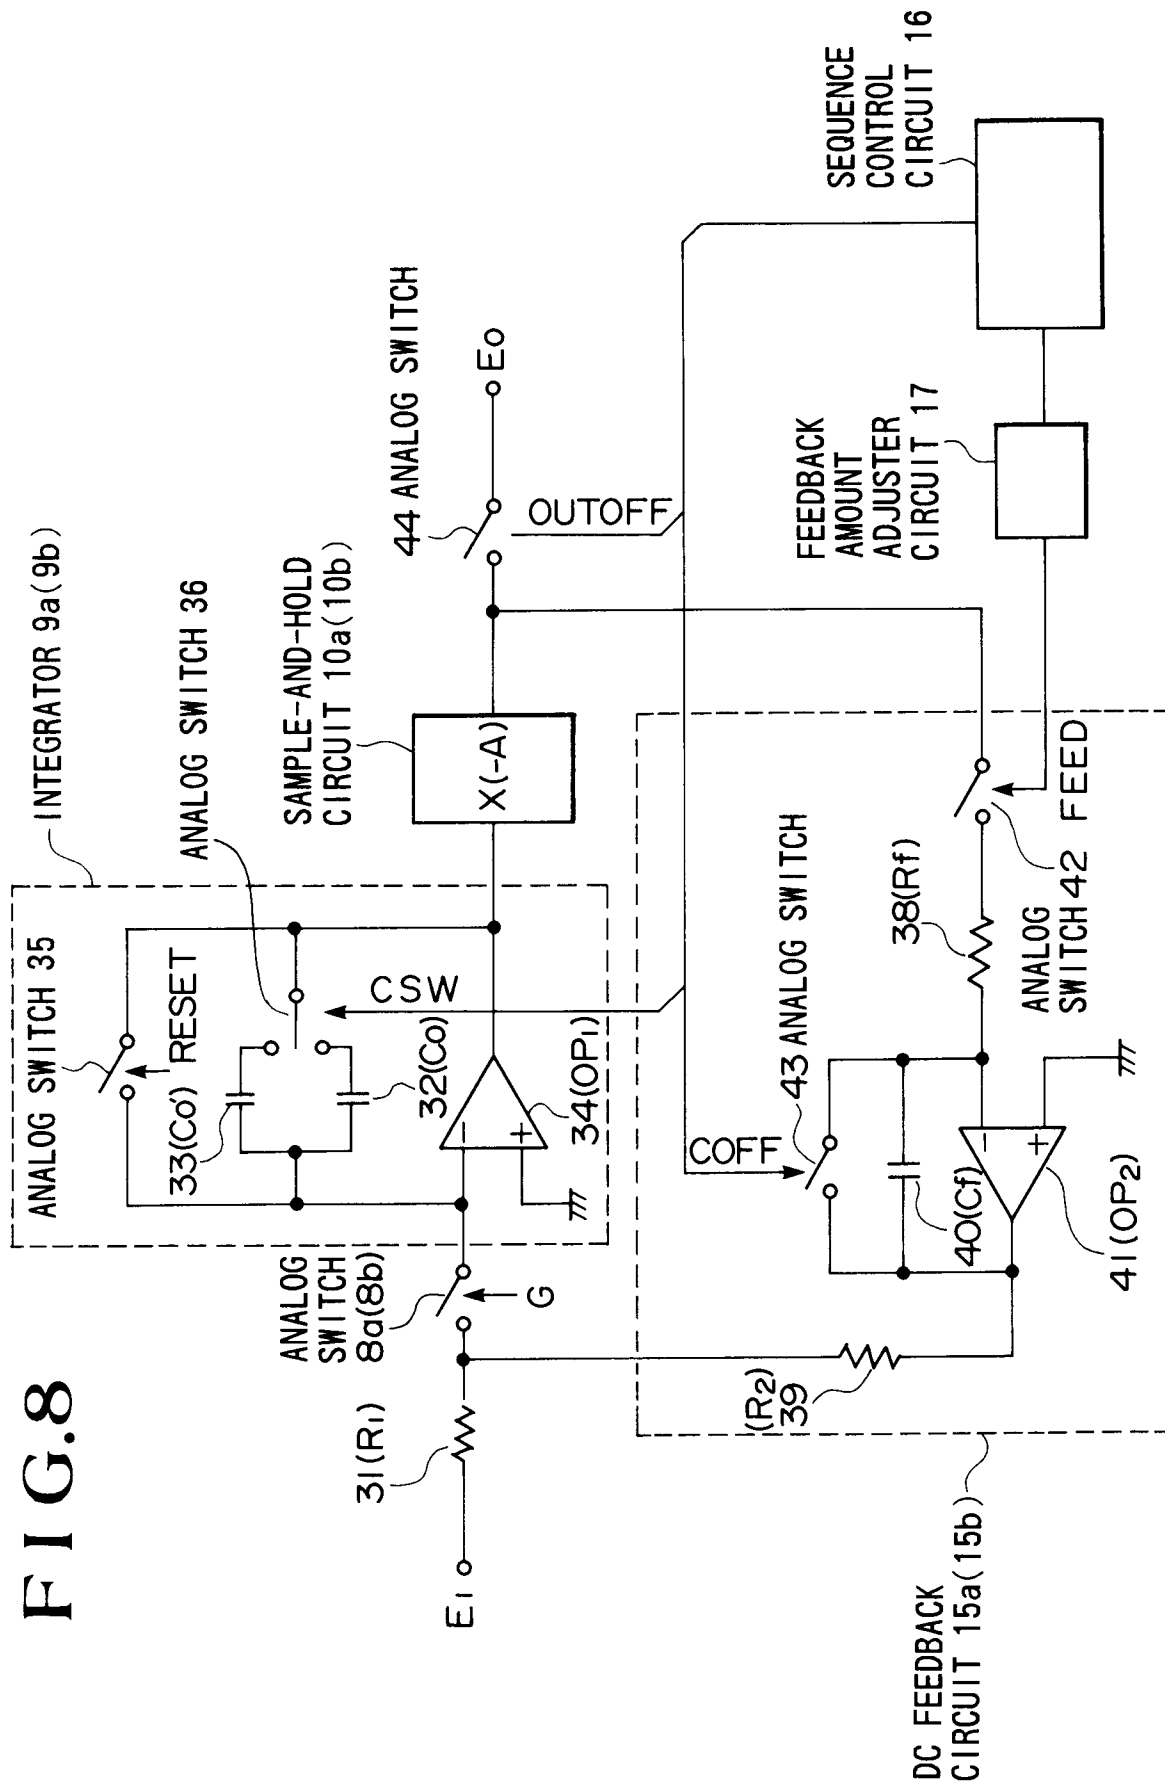 FIG.8
ANALOG SWITCH 35
INTEGRATOR 9a(9b)
RESET
ANALOG SWITCH 36
33(Co')
CSW
32(Co)
SAMPLE-AND-HOLD
CIRCUIT 10a(10b)
44 ANALOG SWITCH
ANALOG
SWITCH
8a(8b)
31(R1)
EI
G
−
+
34(OP1)
X(-A)
EO
OUTOFF
(R2)
39
COFF
43 ANALOG SWITCH
FEEDBACK
AMOUNT
ADJUSTER
CIRCUIT 17
SEQUENCE
CONTROL
CIRCUIT 16
40(Cf)
38(Rf)
−
+
41(OP2)
ANALOG
SWITCH 42
FEED
DC FEEDBACK
CIRCUIT 15a(15b)